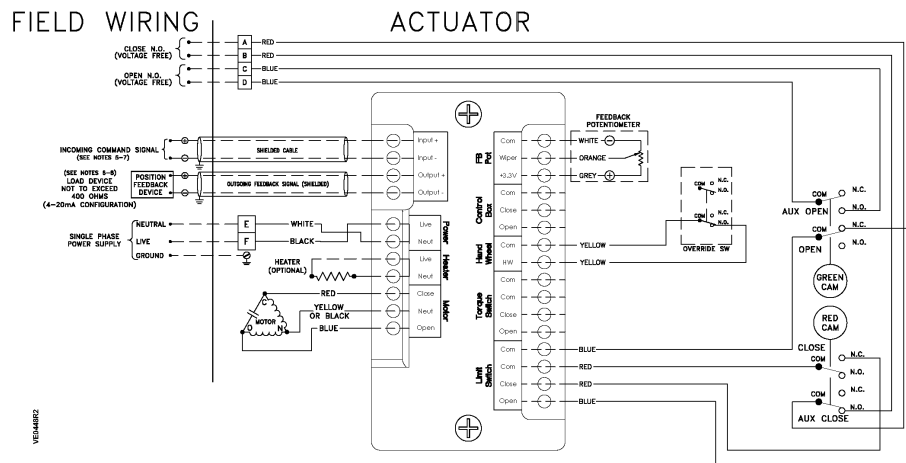 FIELD WIRING
ACTUATOR
CLOSE N.O.
(VOLTAGE FREE)
OPEN N.O.
(VOLTAGE FREE)
A RED
B RED
C BLUE
D BLUE
INCOMING COMMAND SIGNAL
(SEE NOTES 5-7)
SHIELDED CABLE
(SEE NOTES 5-6)
LOAD DEVICE
NOT TO EXCEED
400 OHMS
(4-20mA CONFIGURATION)
POSITION
FEEDBACK
DEVICE
OUTGOING FEEDBACK SIGNAL (SHIELDED)
SINGLE PHASE
POWER SUPPLY
NEUTRAL
LIVE
GROUND
E WHITE
F BLACK
HEATER
(OPTIONAL)
RED
YELLOW
OR BLACK
BLUE
C
MOTOR
O
N
Input +
Input -
Output +
Output -
Live
Neut
Power
Live
Neut
Heater
Close
Neut
Open
Motor
FB
Pot
Com
Wiper
+3.3V
Control
Box
Com
Close
Open
Hand
Wheel
Com
HW
Torque
Switch
Com
Com
Close
Open
Limit
Switch
Com
Com
Close
Open
FEEDBACK
POTENTIOMETER
WHITE
ORANGE
GREY
YELLOW
YELLOW
COM
N.C.
N.O.
COM
N.C.
N.O.
OVERRIDE SW
BLUE
RED
RED
BLUE
COM
N.C.
AUX OPEN
N.O.
COM
N.C.
OPEN
N.O.
GREEN
CAM
RED
CAM
CLOSE
COM
N.C.
N.O.
COM
N.C.
N.O.
AUX CLOSE
VE0448R2